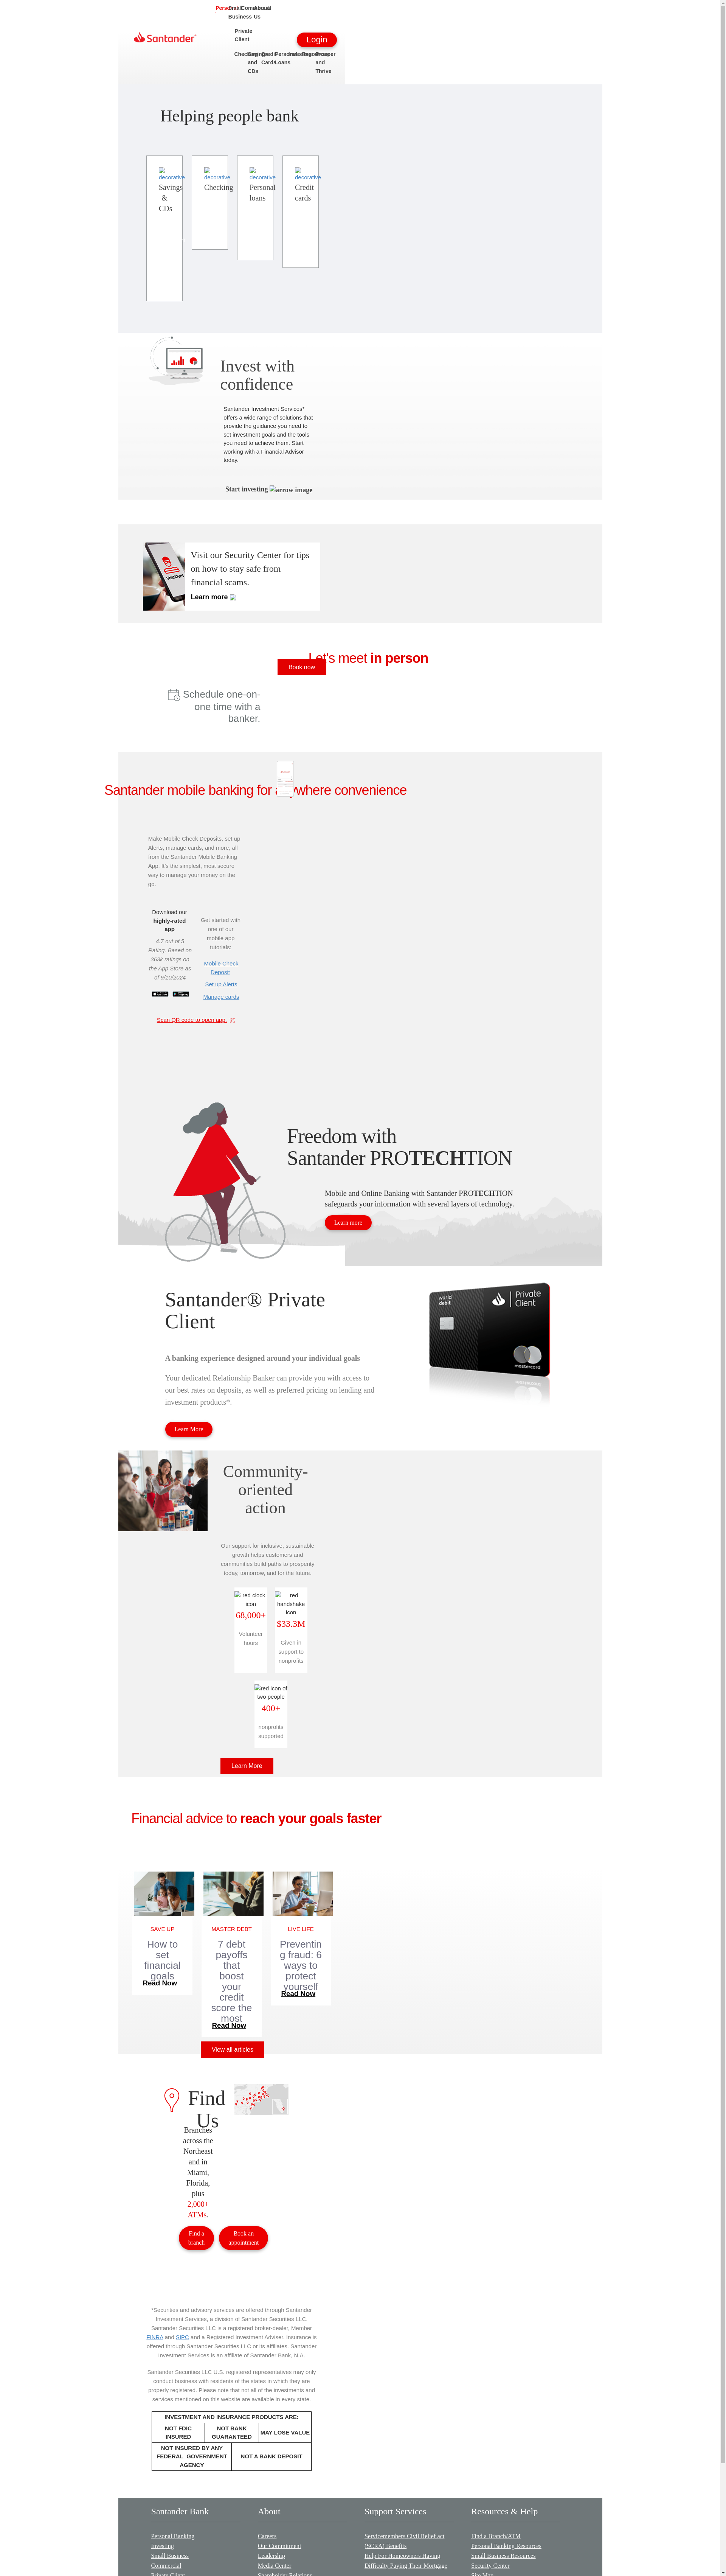 Personal
Small Business
Commercial
About Us
Private Client
Santander
Login
Checking
Savings and CDs
Credit Cards
Personal Loans
Investing
Resources
Prosper and Thrive
Helping people bank
decorative
Savings
&
CDs
decorative
Checking
decorative
Personal
loans
decorative
Credit
cards
Invest with
confidence
Santander Investment Services*
offers a wide range of solutions that
provide the guidance you need to
set investment goals and the tools
you need to achieve them. Start
working with a Financial Advisor
today.
Start investing arrow image
UNKNOWN
Visit our Security Center for tips
on how to stay safe from
financial scams.
Learn more
Let's meet in person
Book now
Schedule one-on-
one time with a
banker.
Santander mobile banking for anywhere convenience
Make Mobile Check Deposits, set up
Alerts, manage cards, and more, all
from the Santander Mobile Banking
App. It's the simplest, most secure
way to manage your money on the
go.
Download our
highly-rated
app
4.7 out of 5
Rating. Based on
363k ratings on
the App Store as
of 9/10/2024
Get started with
one of our
mobile app
tutorials:
Mobile Check
Deposit
Set up Alerts
Manage cards
Scan QR code to open app.
Freedom with
Santander PROTECHTION
Mobile and Online Banking with Santander PROTECHTION
safeguards your information with several layers of technology.
Learn more
Santander® Private
Client
A banking experience designed around your individual goals
Your dedicated Relationship Banker can provide you with access to
our best rates on deposits, as well as preferred pricing on lending and
investment products*.
Learn More
world
debit
Private
Client
mastercard
Community-
oriented
action
Our support for inclusive, sustainable
growth helps customers and
communities build paths to prosperity
today, tomorrow, and for the future.
red clock
icon
68,000+
Volunteer
hours
red
handshake
icon
$33.3M
Given in
support to
nonprofits
red icon of
two people
400+
nonprofits
supported
Learn More
Financial advice to reach your goals faster
SAVE UP
How to
set
financial
goals
Read Now
MASTER DEBT
7 debt
payoffs
that
boost
your
credit
score the
most
Read Now
LIVE LIFE
Preventin
g fraud: 6
ways to
protect
yourself
Read Now
View all articles
Find
Us
Branches
across the
Northeast
and in
Miami,
Florida,
plus
2,000+
ATMs.
Find a
branch
Book an
appointment
*Securities and advisory services are offered through Santander
Investment Services, a division of Santander Securities LLC.
Santander Securities LLC is a registered broker-dealer, Member
FINRA and SIPC and a Registered Investment Adviser. Insurance is
offered through Santander Securities LLC or its affiliates. Santander
Investment Services is an affiliate of Santander Bank, N.A.
Santander Securities LLC U.S. registered representatives may only
conduct business with residents of the states in which they are
properly registered. Please note that not all of the investments and
services mentioned on this website are available in every state.
INVESTMENT AND INSURANCE PRODUCTS ARE:
NOT FDIC
INSURED
NOT BANK
GUARANTEED
MAY LOSE VALUE
NOT INSURED BY ANY
FEDERAL GOVERNMENT
AGENCY
NOT A BANK DEPOSIT
Santander Bank
Personal Banking
Investing
Small Business
Commercial
Private Client
About
Careers
Our Commitment
Leadership
Media Center
Shareholder Relations
Support Services
Servicemembers Civil Relief act
(SCRA) Benefits
Help For Homeowners Having
Difficulty Paying Their Mortgage
Resources & Help
Find a Branch/ATM
Personal Banking Resources
Small Business Resources
Security Center
Site Map